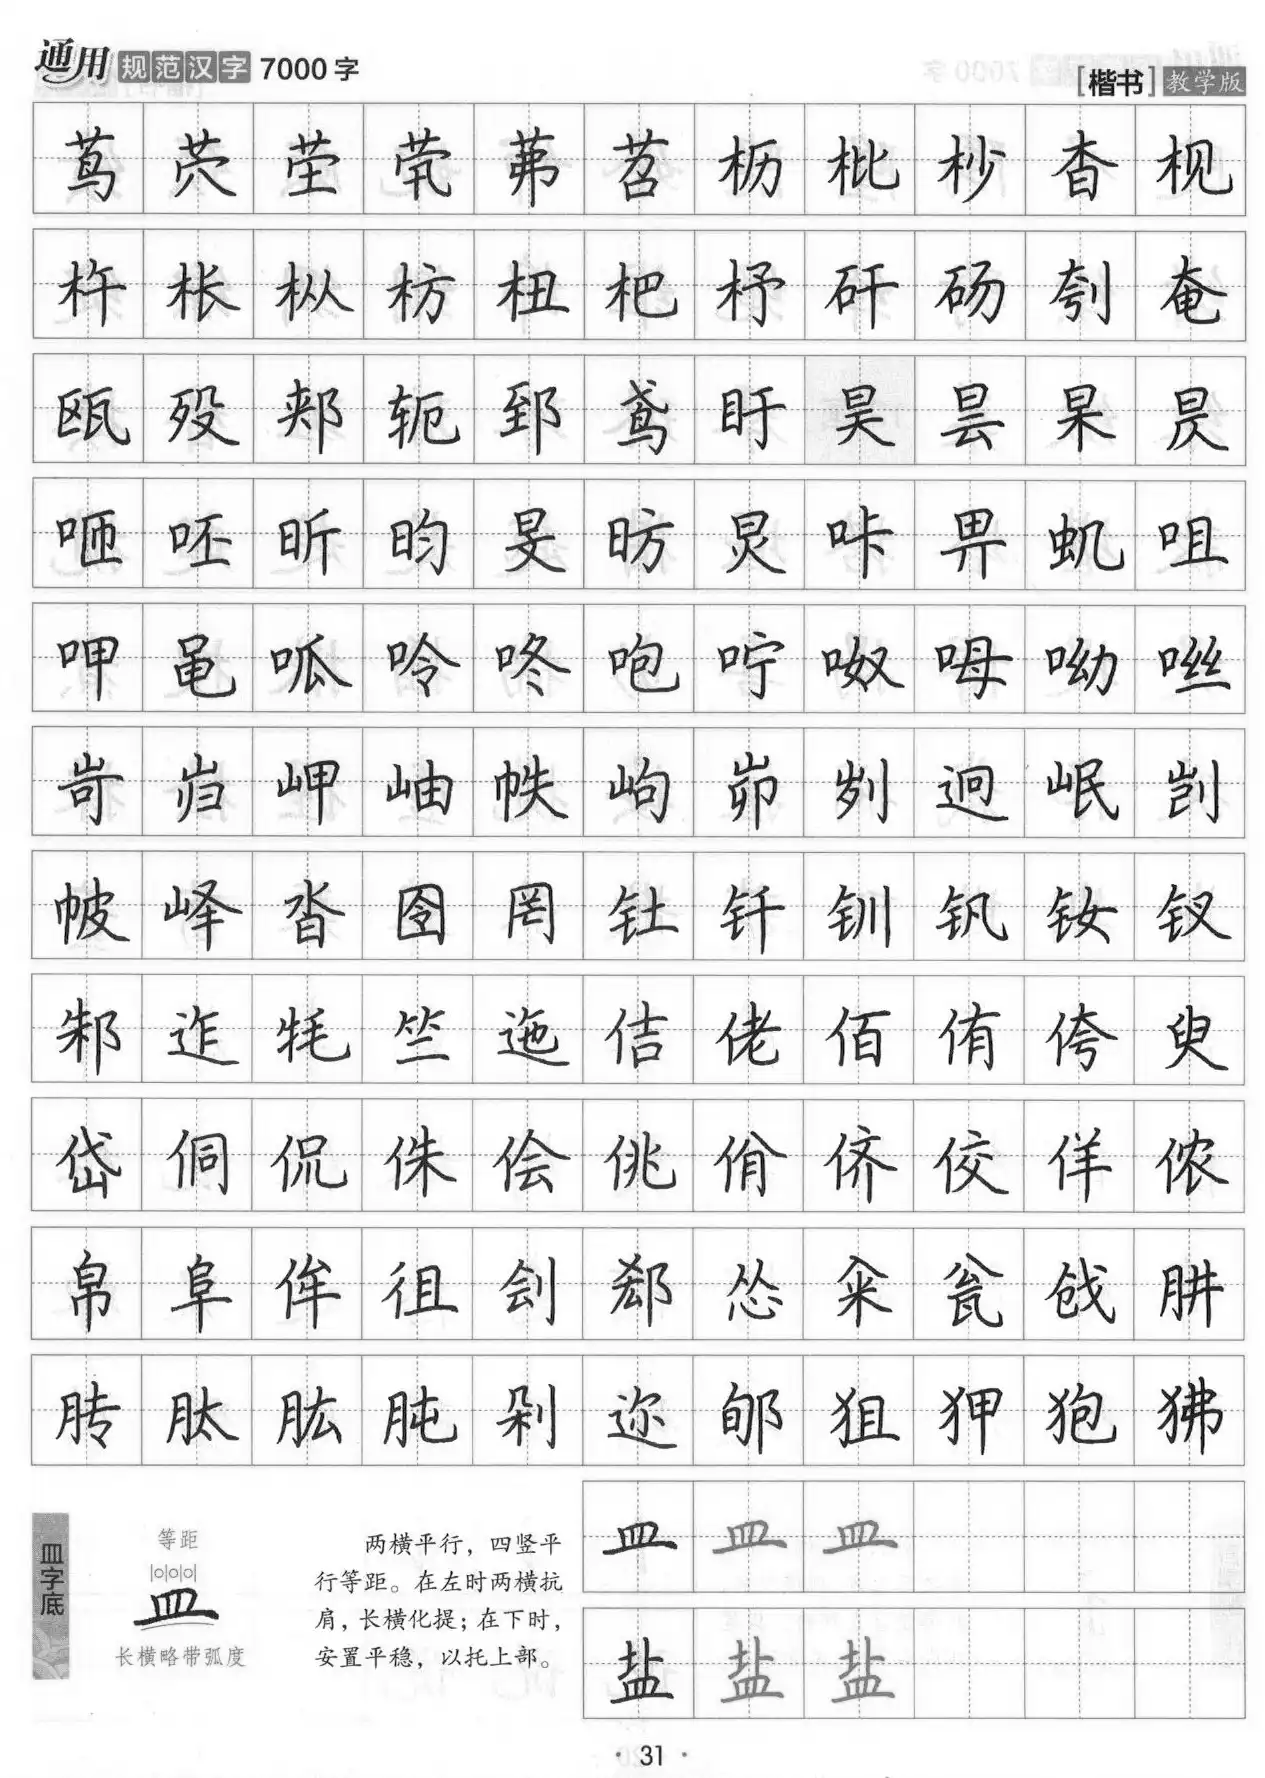 通用规范汉字 7000 字
[楷书] 教学版
茑 茓 茔 茕 茀 苕 枥 枇 杪 杳 枧
杵 枨 枞 枋 杻 杷 杼 矸 砀 刳 奄
瓯 殁 郏 轭 郅 鸢 盱 昊 昙 杲 昃
咂 呸 昕 昀 旻 昉 炅 咔 畀 虮 咀
呷 黾 呱 呤 咚 咆 咛 呶 呣 呦 咝
岢 岿 岬 岫 帙 岣 峁 刿 迥 岷 剀
帔 峄 沓 囹 罔 钍 钎 钏 钒 钕 钗
邾 迮 牦 竺 迤 佶 佬 佰 侑 侉 臾
岱 侗 侃 侏 侩 佻 佾 侪 佼 佯 侬
帛 阜 侔 徂 刽 郄 怂 籴 瓮 戗 肼
䏝 肽 肱 肫 剁 迩 郇 狙 狎 狍 狒
皿字底
等距
皿
长横略带弧度
两横平行，四竖平
行等距。在左时两横抗
肩，长横化提；在下时，
安置平稳，以托上部。
皿 皿 皿
盐 盐 盐
· 31 ·